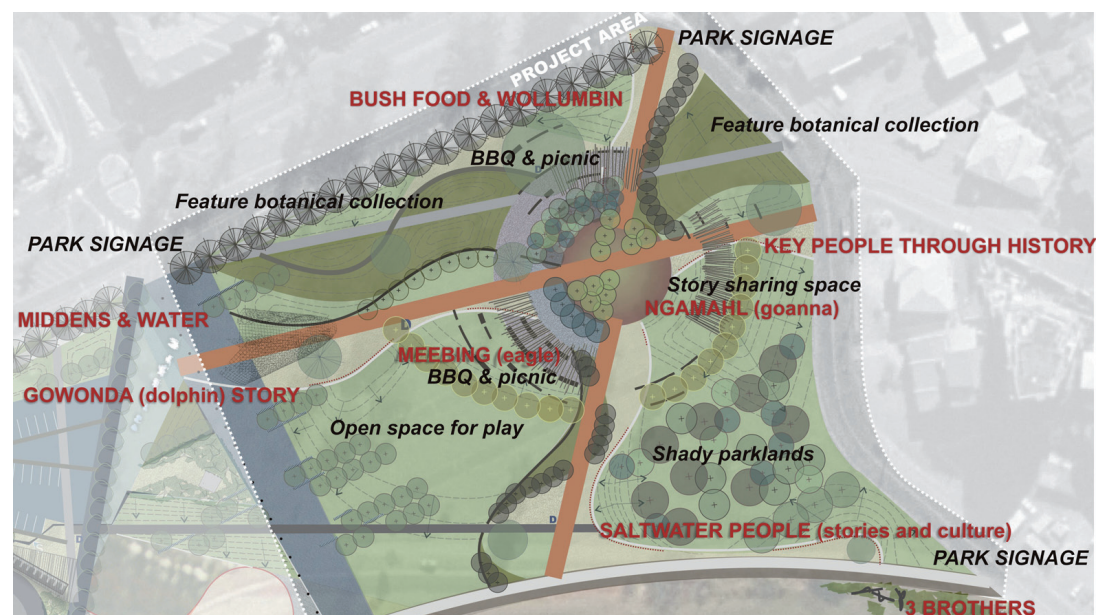 PARK SIGNAGE
PROJECT AREA
BUSH FOOD & WOLLUMBIN
Feature botanical collection
BBQ & picnic
Feature botanical collection
PARK SIGNAGE
KEY PEOPLE THROUGH HISTORY
Story sharing space
NGAMAHL (goanna)
MIDDENS & WATER
D
MEEBING (eagle)
BBQ & picnic
GOWONDA (dolphin) STORY
Open space for play
Shady parklands
D
SALTWATER PEOPLE (stories and culture)
PARK SIGNAGE
3 BROTHERS